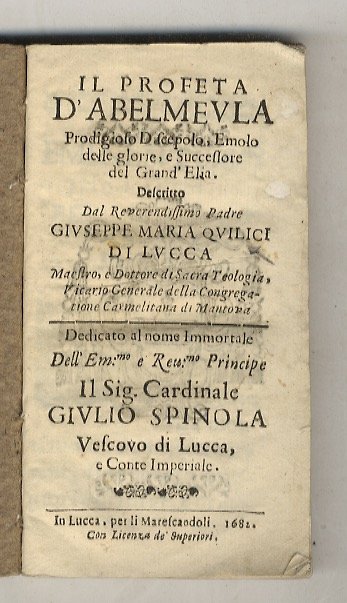 IL PROFETA
D'ABELMEVLA
Prodigioſo Diſcepolo, Emolo
delle glorie, e Succeſſore
del Grand' Elia.
Deſcritto
Dal Reverendiſſimo Padre
GIVSEPPE MARIA QVILICI
DI LVCCA
Maeſtro, e Dottore di Sacra Teologia,
Vicario Generale della Congrega-
tione Carmelitana di Mantova
Dedicato al nome Immortale
Dell' Em.mo e Reu.mo Principe
Il Sig. Cardinale
GIVLIO SPINOLA
Veſcovo di Lucca,
e Conte Imperiale.
In Lucca, per li Mareſcandoli. 1682.
Con Licenza de' Superiori.